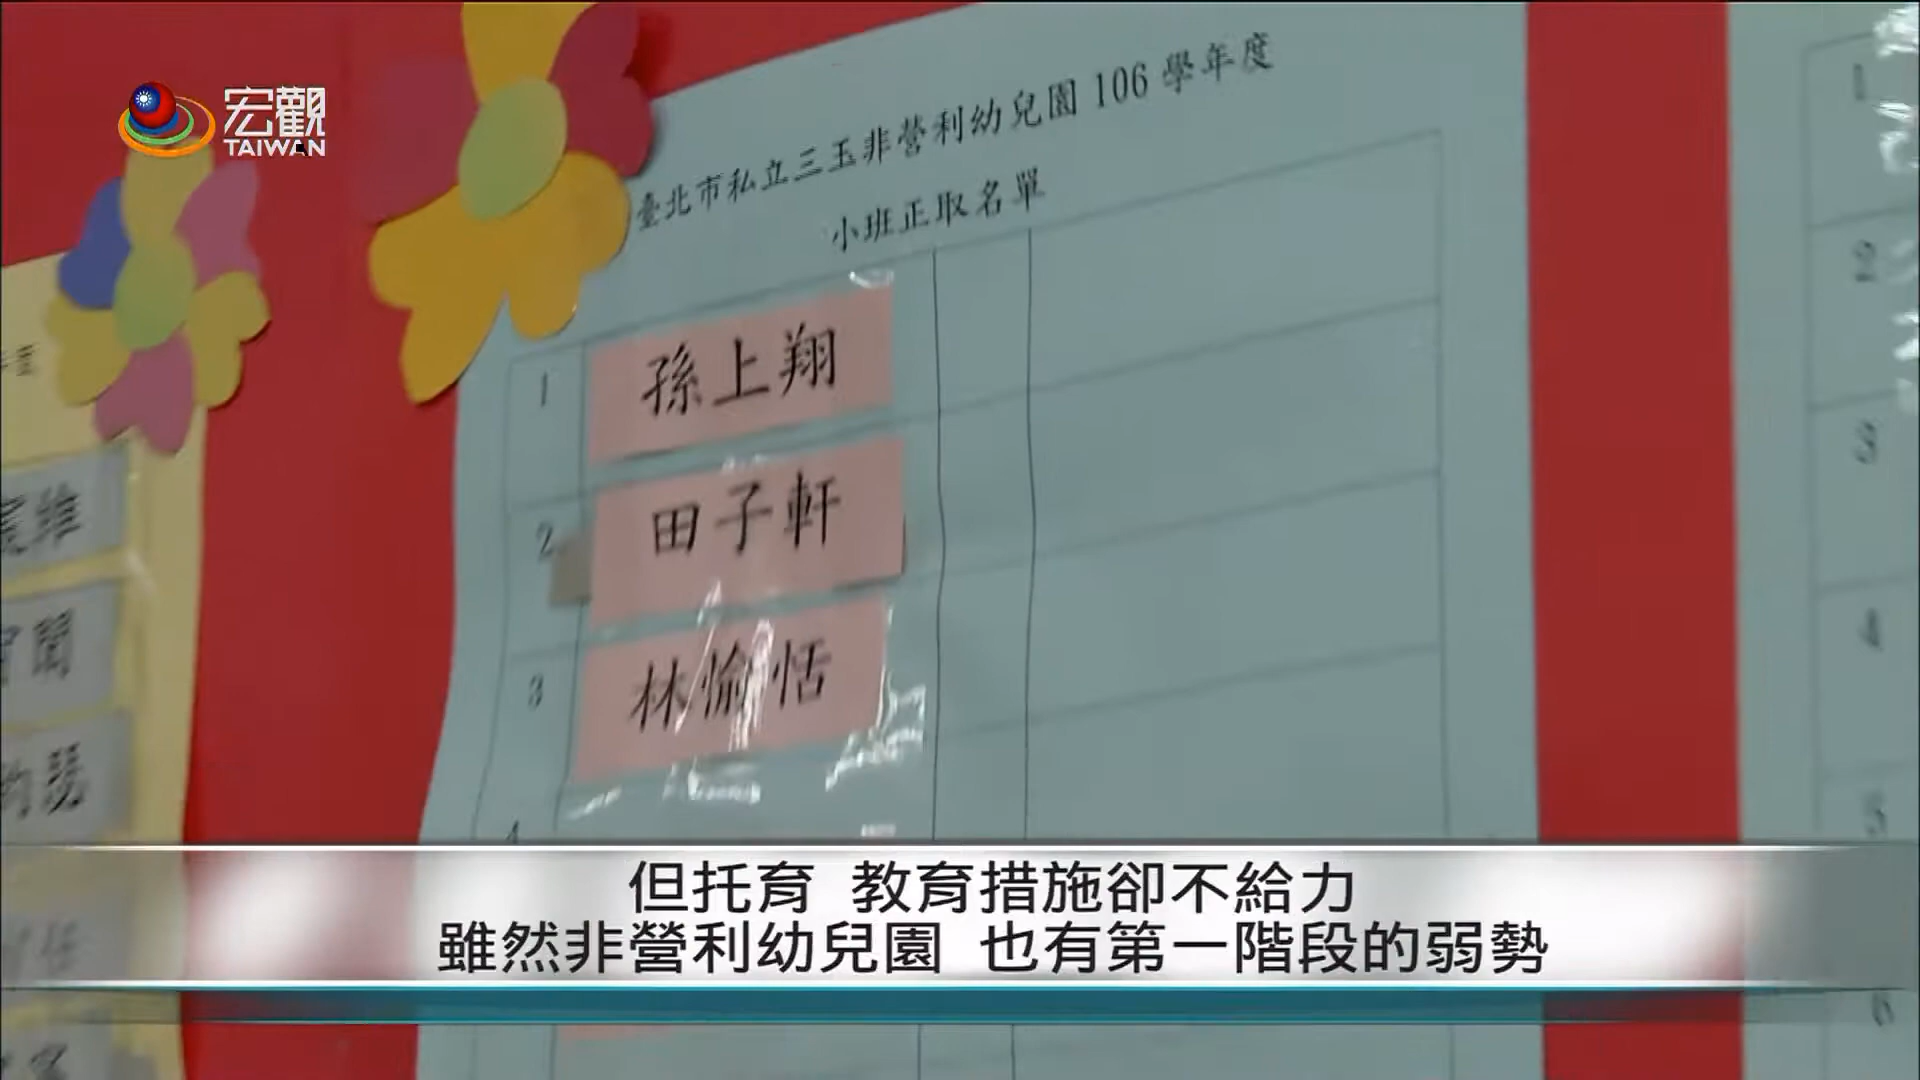 宏觀
TAIWAN
臺北市私立三玉非營利幼兒園 106 學年度
小班正取名單
1 孫上翔
2 田子軒
3 林愉恬
4
1
2
3
4
5
6
但托育 教育措施卻不給力
雖然非營利幼兒園 也有第一階段的弱勢